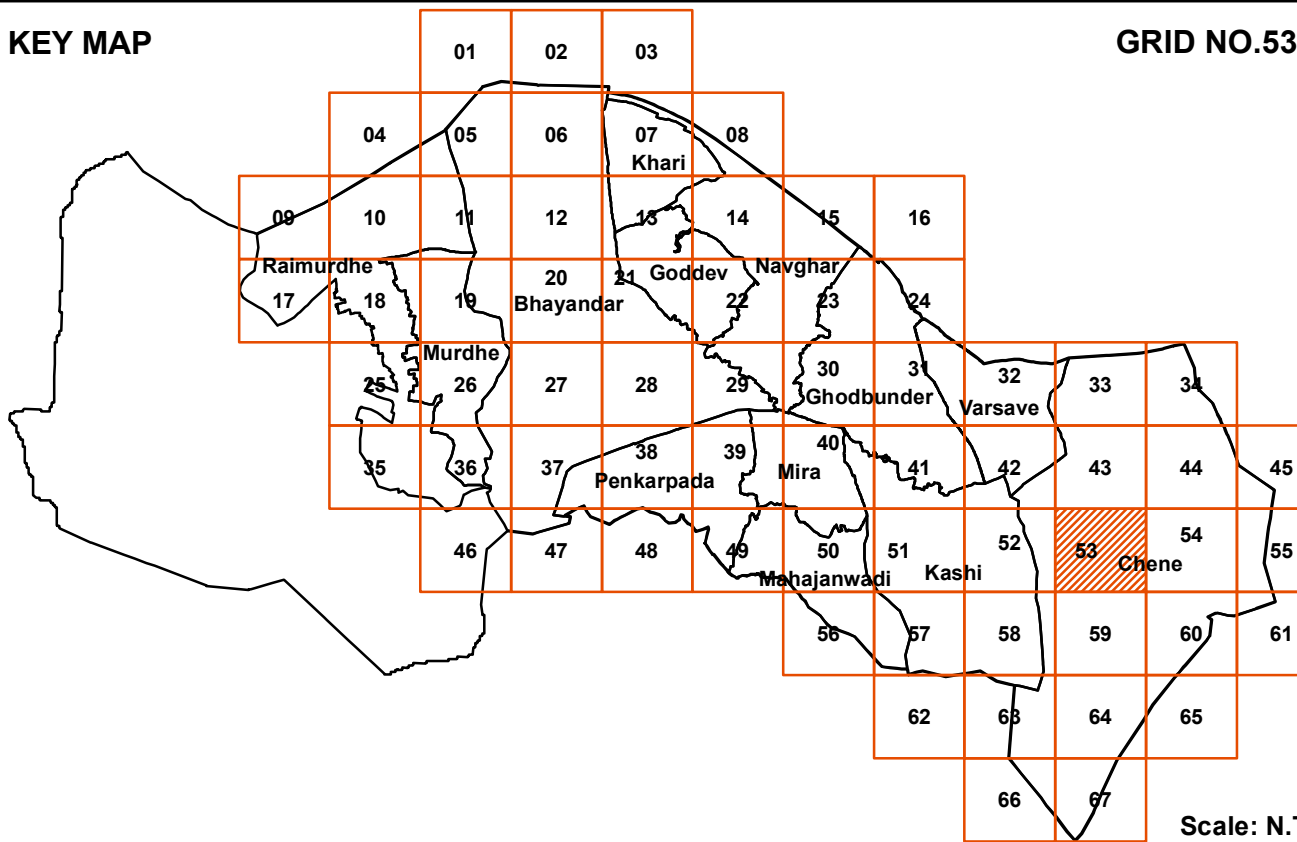 KEY MAP
GRID NO.53
01 02 03
04 05 06 07 08
Khari
09 10 11 12 13 14 15 16
Raimurdhe Goddev Navghar
17 18 19 20 21 22 23 24
Bhayandar
Murdhe
25 26 27 28 29 30 31 32 33 34
Ghodbunder Varsave
35 36 37 38 39 40 41 42 43 44 45
Penkarpada Mira
46 47 48 49 50 51 52 53 54 55
Mahajanwadi Kashi Chene
56 57 58 59 60 61
62 63 64 65
66 67
Scale: N.